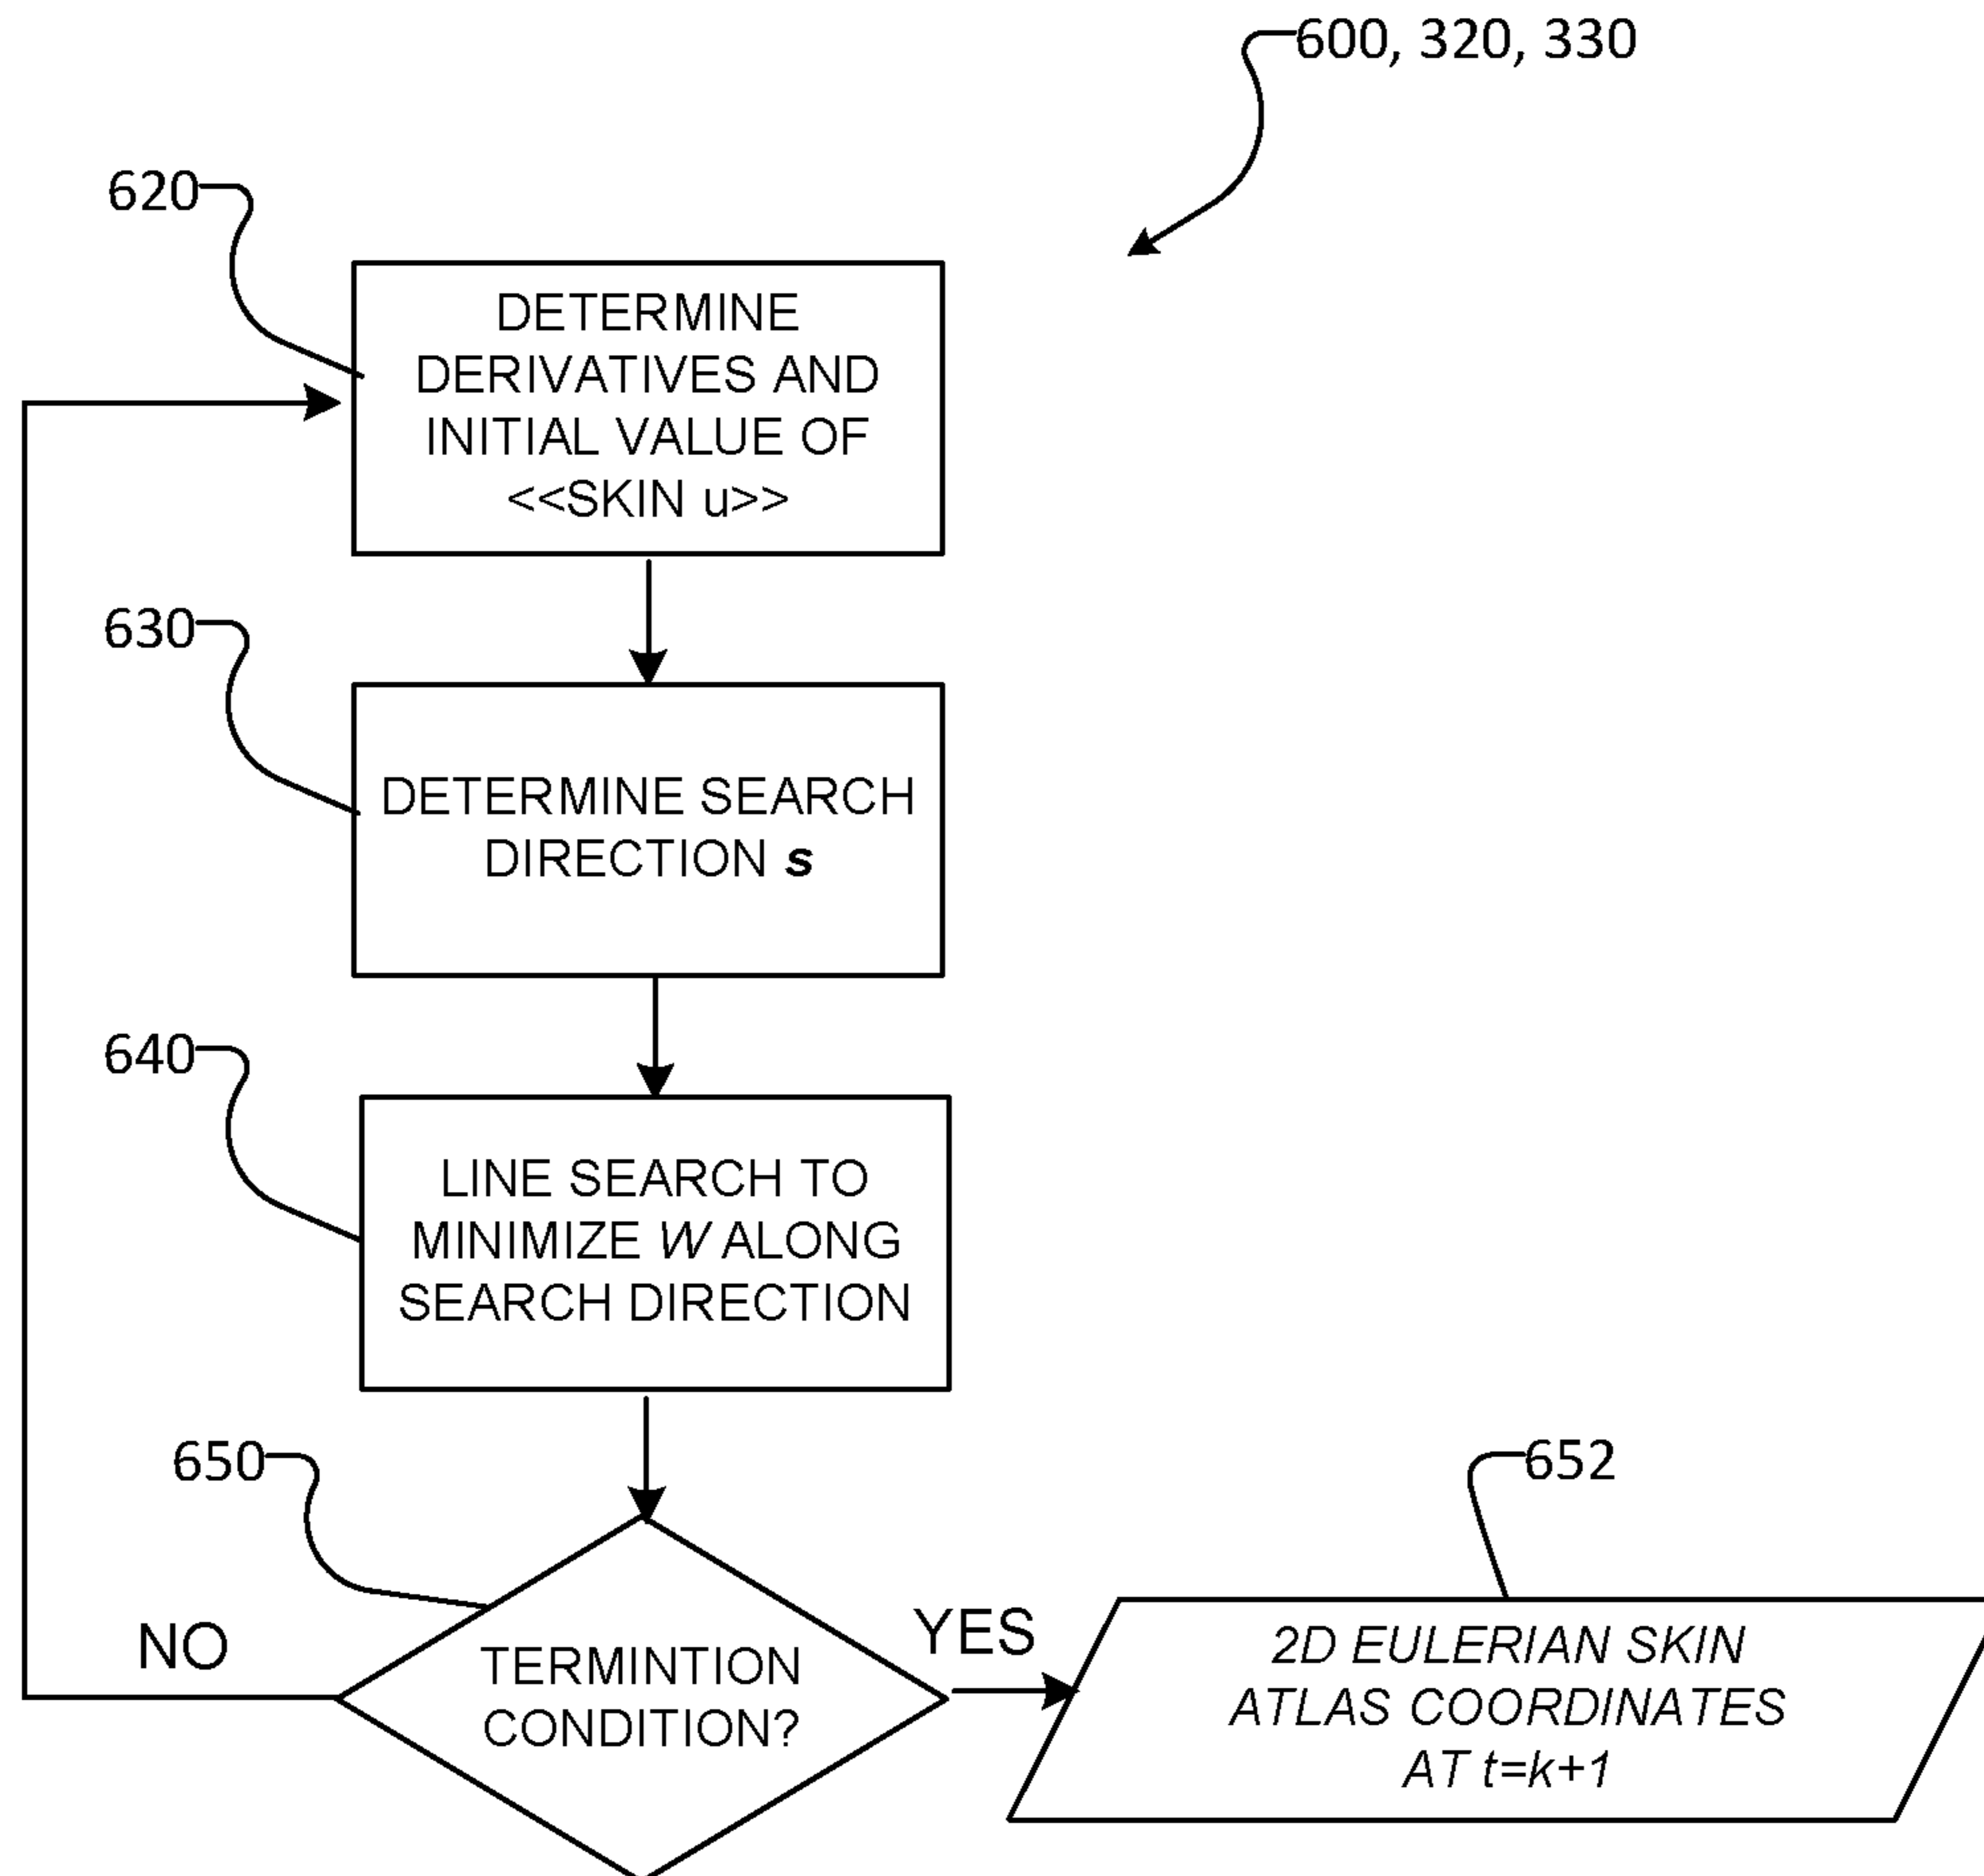 600, 320, 330
620
DETERMINE
DERIVATIVES AND
INITIAL VALUE OF
<<SKIN u>>
630
DETERMINE SEARCH
DIRECTION s
640
LINE SEARCH TO
MINIMIZE W ALONG
SEARCH DIRECTION
650
652
NO
TERMINTION
CONDITION?
YES
2D EULERIAN SKIN
ATLAS COORDINATES
AT t=k+1